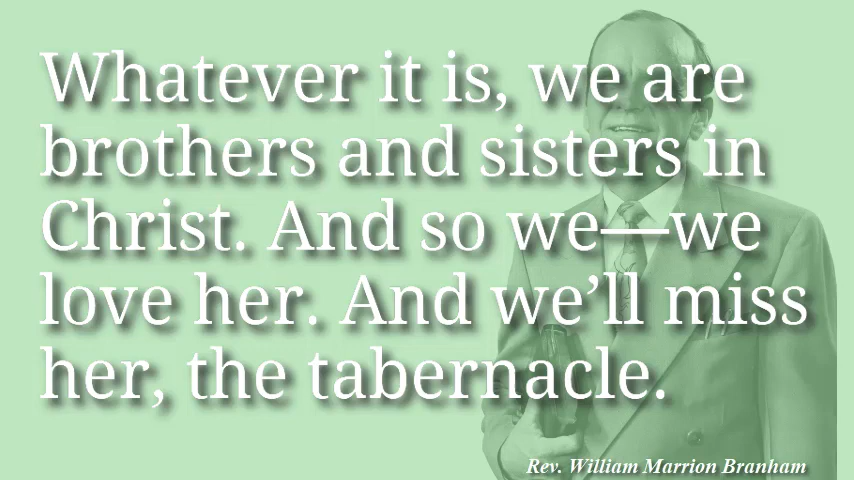 Whatever it is, we are
brothers and sisters in
Christ. And so we—we
love her. And we’ll miss
her, the tabernacle.
Rev. William Marrion Branham